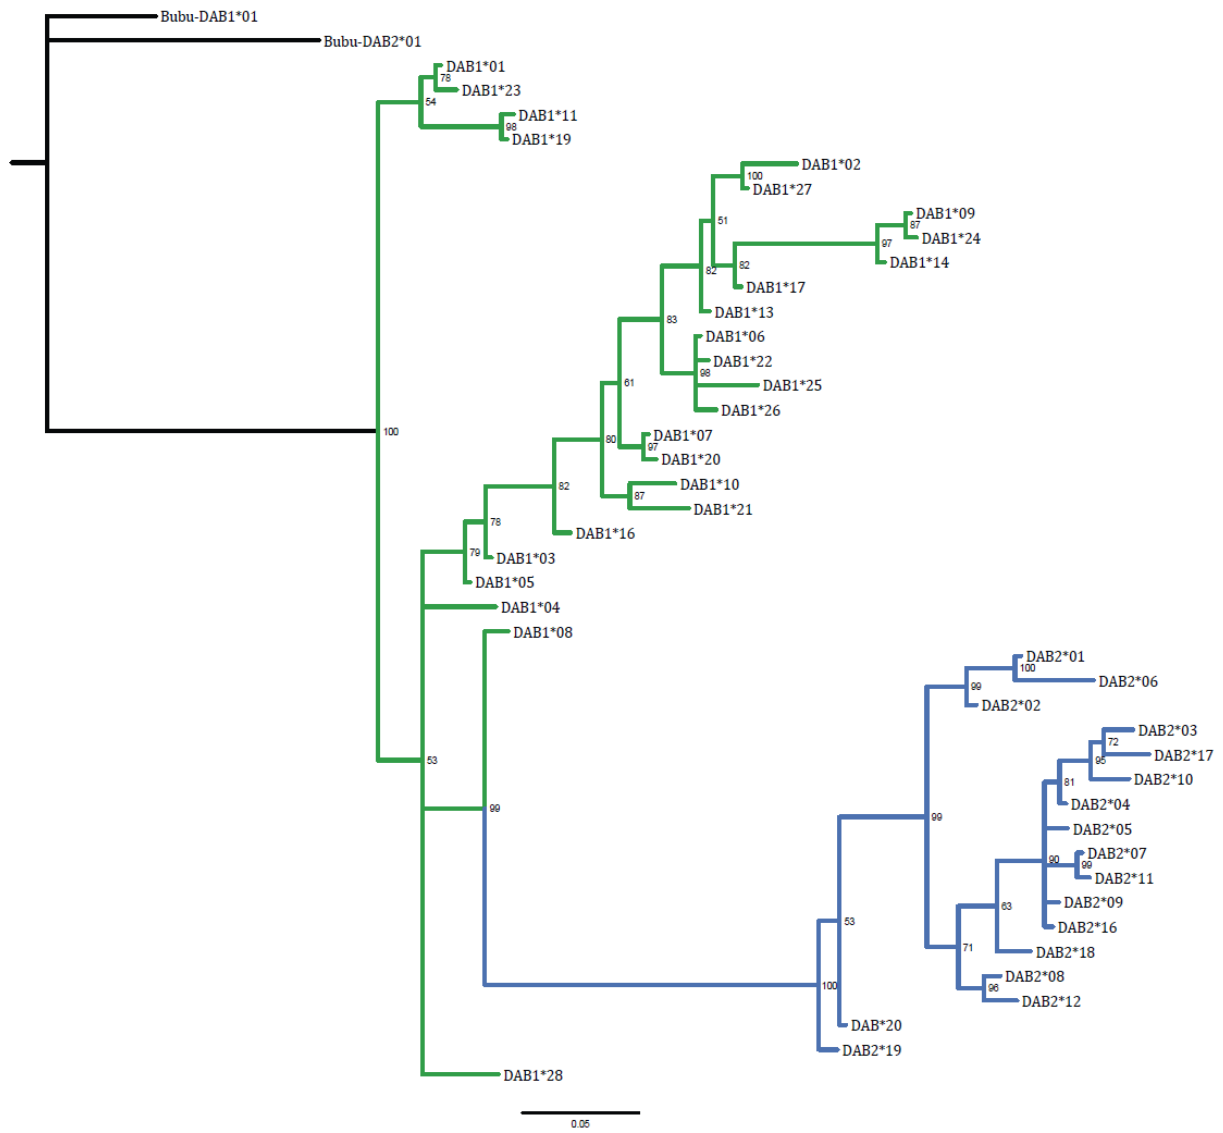 Bubu-DAB1*01
Bubu-DAB2*01
DAB1*01
78
DAB1*23
54
DAB1*11
98
DAB1*19
DAB1*02
100
DAB1*27
51
DAB1*09
87
DAB1*24
97
DAB1*14
82
82
DAB1*17
DAB1*13
83
DAB1*06
DAB1*22
98
DAB1*25
61
DAB1*26
DAB1*07
80
97
DAB1*20
100
DAB1*10
82
87
DAB1*21
78
DAB1*16
79
DAB1*03
DAB1*05
DAB1*04
DAB1*08
DAB2*01
100
DAB2*06
99
DAB2*02
DAB2*03
72
DAB2*17
95
53
DAB2*10
81
DAB2*04
99
99
DAB2*05
DAB2*07
90
99
DAB2*11
DAB2*09
63
53
DAB2*16
71
DAB2*18
DAB2*08
100
96
DAB2*12
DAB*20
DAB2*19
DAB1*28
0.05